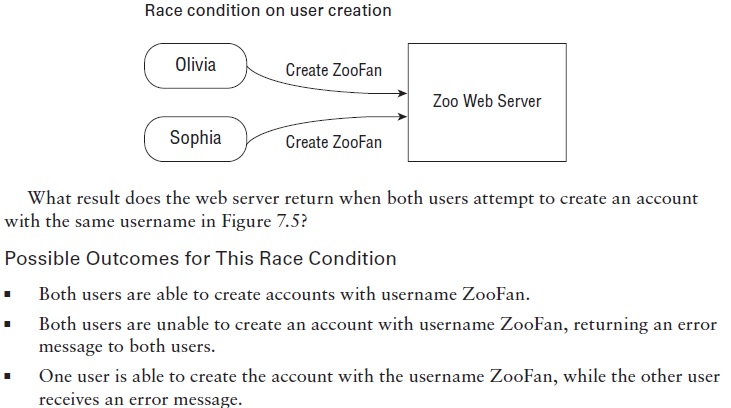 Race condition on user creation
Olivia
Create ZooFan
Zoo Web Server
Sophia
Create ZooFan
What result does the web server return when both users attempt to create an account
with the same username in Figure 7.5?
Possible Outcomes for This Race Condition
▪ Both users are able to create accounts with username ZooFan.
▪ Both users are unable to create an account with username ZooFan, returning an error
message to both users.
▪ One user is able to create the account with the username ZooFan, while the other user
receives an error message.